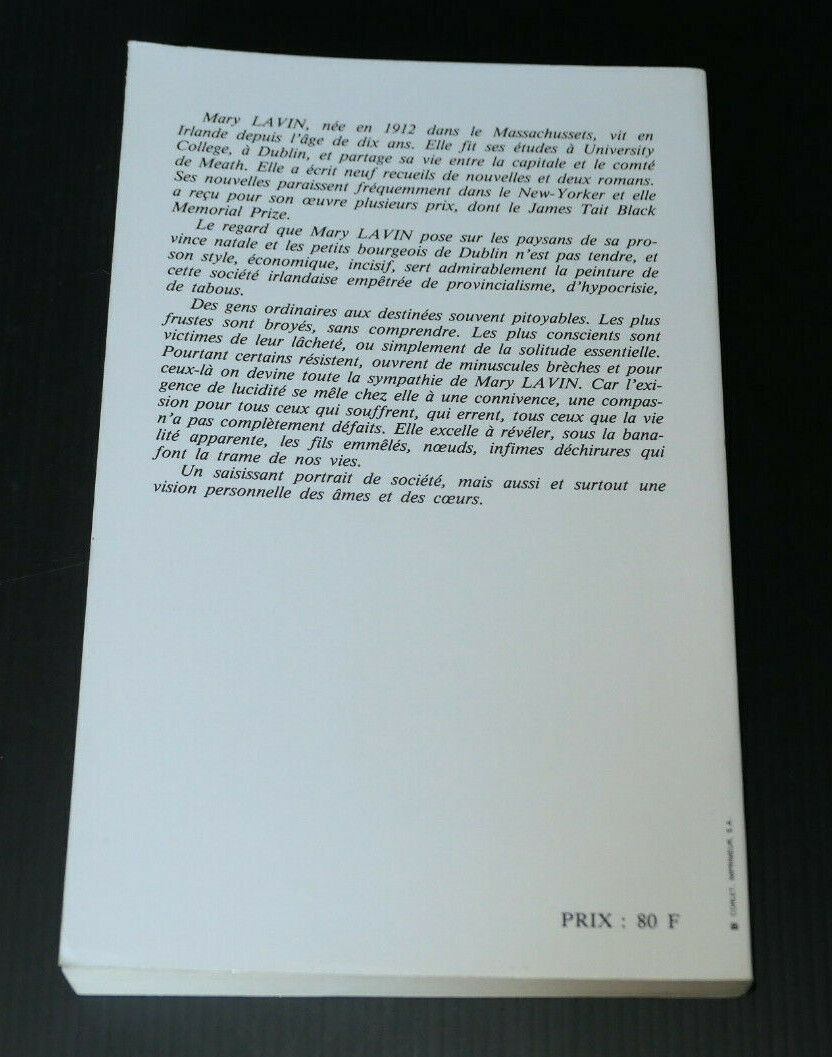 Mary LAVIN, née en 1912 dans le Massachussets, vit en
Irlande depuis l'âge de dix ans. Elle fit ses études à University
College, à Dublin, et partage sa vie entre la capitale et le comté
de Meath. Elle a écrit neuf recueils de nouvelles et deux romans.
Ses nouvelles paraissent fréquemment dans le New-Yorker et elle
a reçu pour son œuvre plusieurs prix, dont le James Tait Black
Memorial Prize.
Le regard que Mary LAVIN pose sur les paysans de sa pro-
vince natale et les petits bourgeois de Dublin n'est pas tendre, et
son style, économique, incisif, sert admirablement la peinture de
cette société irlandaise empêtrée de provincialisme, d'hypocrisie,
de tabous.
Des gens ordinaires aux destinées souvent pitoyables. Les plus
frustes sont broyés, sans comprendre. Les plus conscients sont
victimes de leur lâcheté, ou simplement de la solitude essentielle.
Pourtant certains résistent, ouvrent de minuscules brèches et pour
ceux-là on devine toute la sympathie de Mary LAVIN. Car l'exi-
gence de lucidité se mêle chez elle à une connivence, une compas-
sion pour tous ceux qui souffrent, qui errent, tous ceux que la vie
n'a pas complètement défaits. Elle excelle à révéler, sous la bana-
lité apparente, les fils emmêlés, nœuds, infimes déchirures qui
font la trame de nos vies.
Un saisissant portrait de société, mais aussi et surtout une
vision personnelle des âmes et des cœurs.
PRIX : 80 F
CORLET, IMPRIMEUR, S.A.